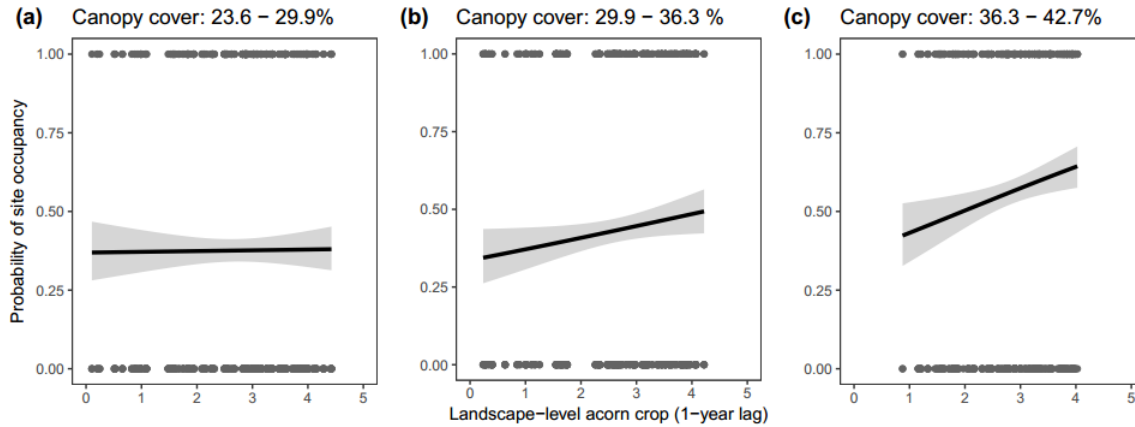 (a) Canopy cover: 23.6 − 29.9%
(b) Canopy cover: 29.9 − 36.3 %
(c) Canopy cover: 36.3 − 42.7%
Probability of site occupancy
1.00
0.75
0.50
0.25
0.00
0 1 2 3 4 5
1.00
0.75
0.50
0.25
0.00
0 1 2 3 4 5
1.00
0.75
0.50
0.25
0.00
0 1 2 3 4 5
Landscape−level acorn crop (1−year lag)